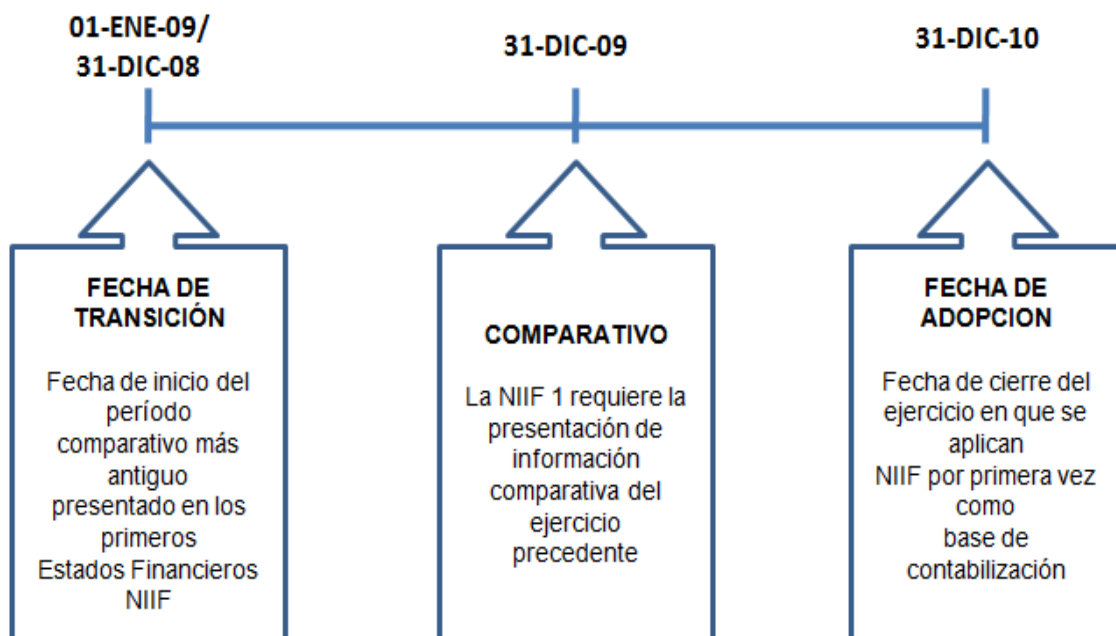 01-ENE-09/
31-DIC-08
31-DIC-09
31-DIC-10
FECHA DE
TRANSICIÓN
Fecha de inicio del
período
comparativo más
antiguo
presentado en los
primeros
Estados Financieros
NIIF
COMPARATIVO
La NIIF 1 requiere la
presentación de
información
comparativa del
ejercicio
precedente
FECHA DE
ADOPCION
Fecha de cierre del
ejercicio en que se
aplican
NIIF por primera vez
como
base de
contabilización